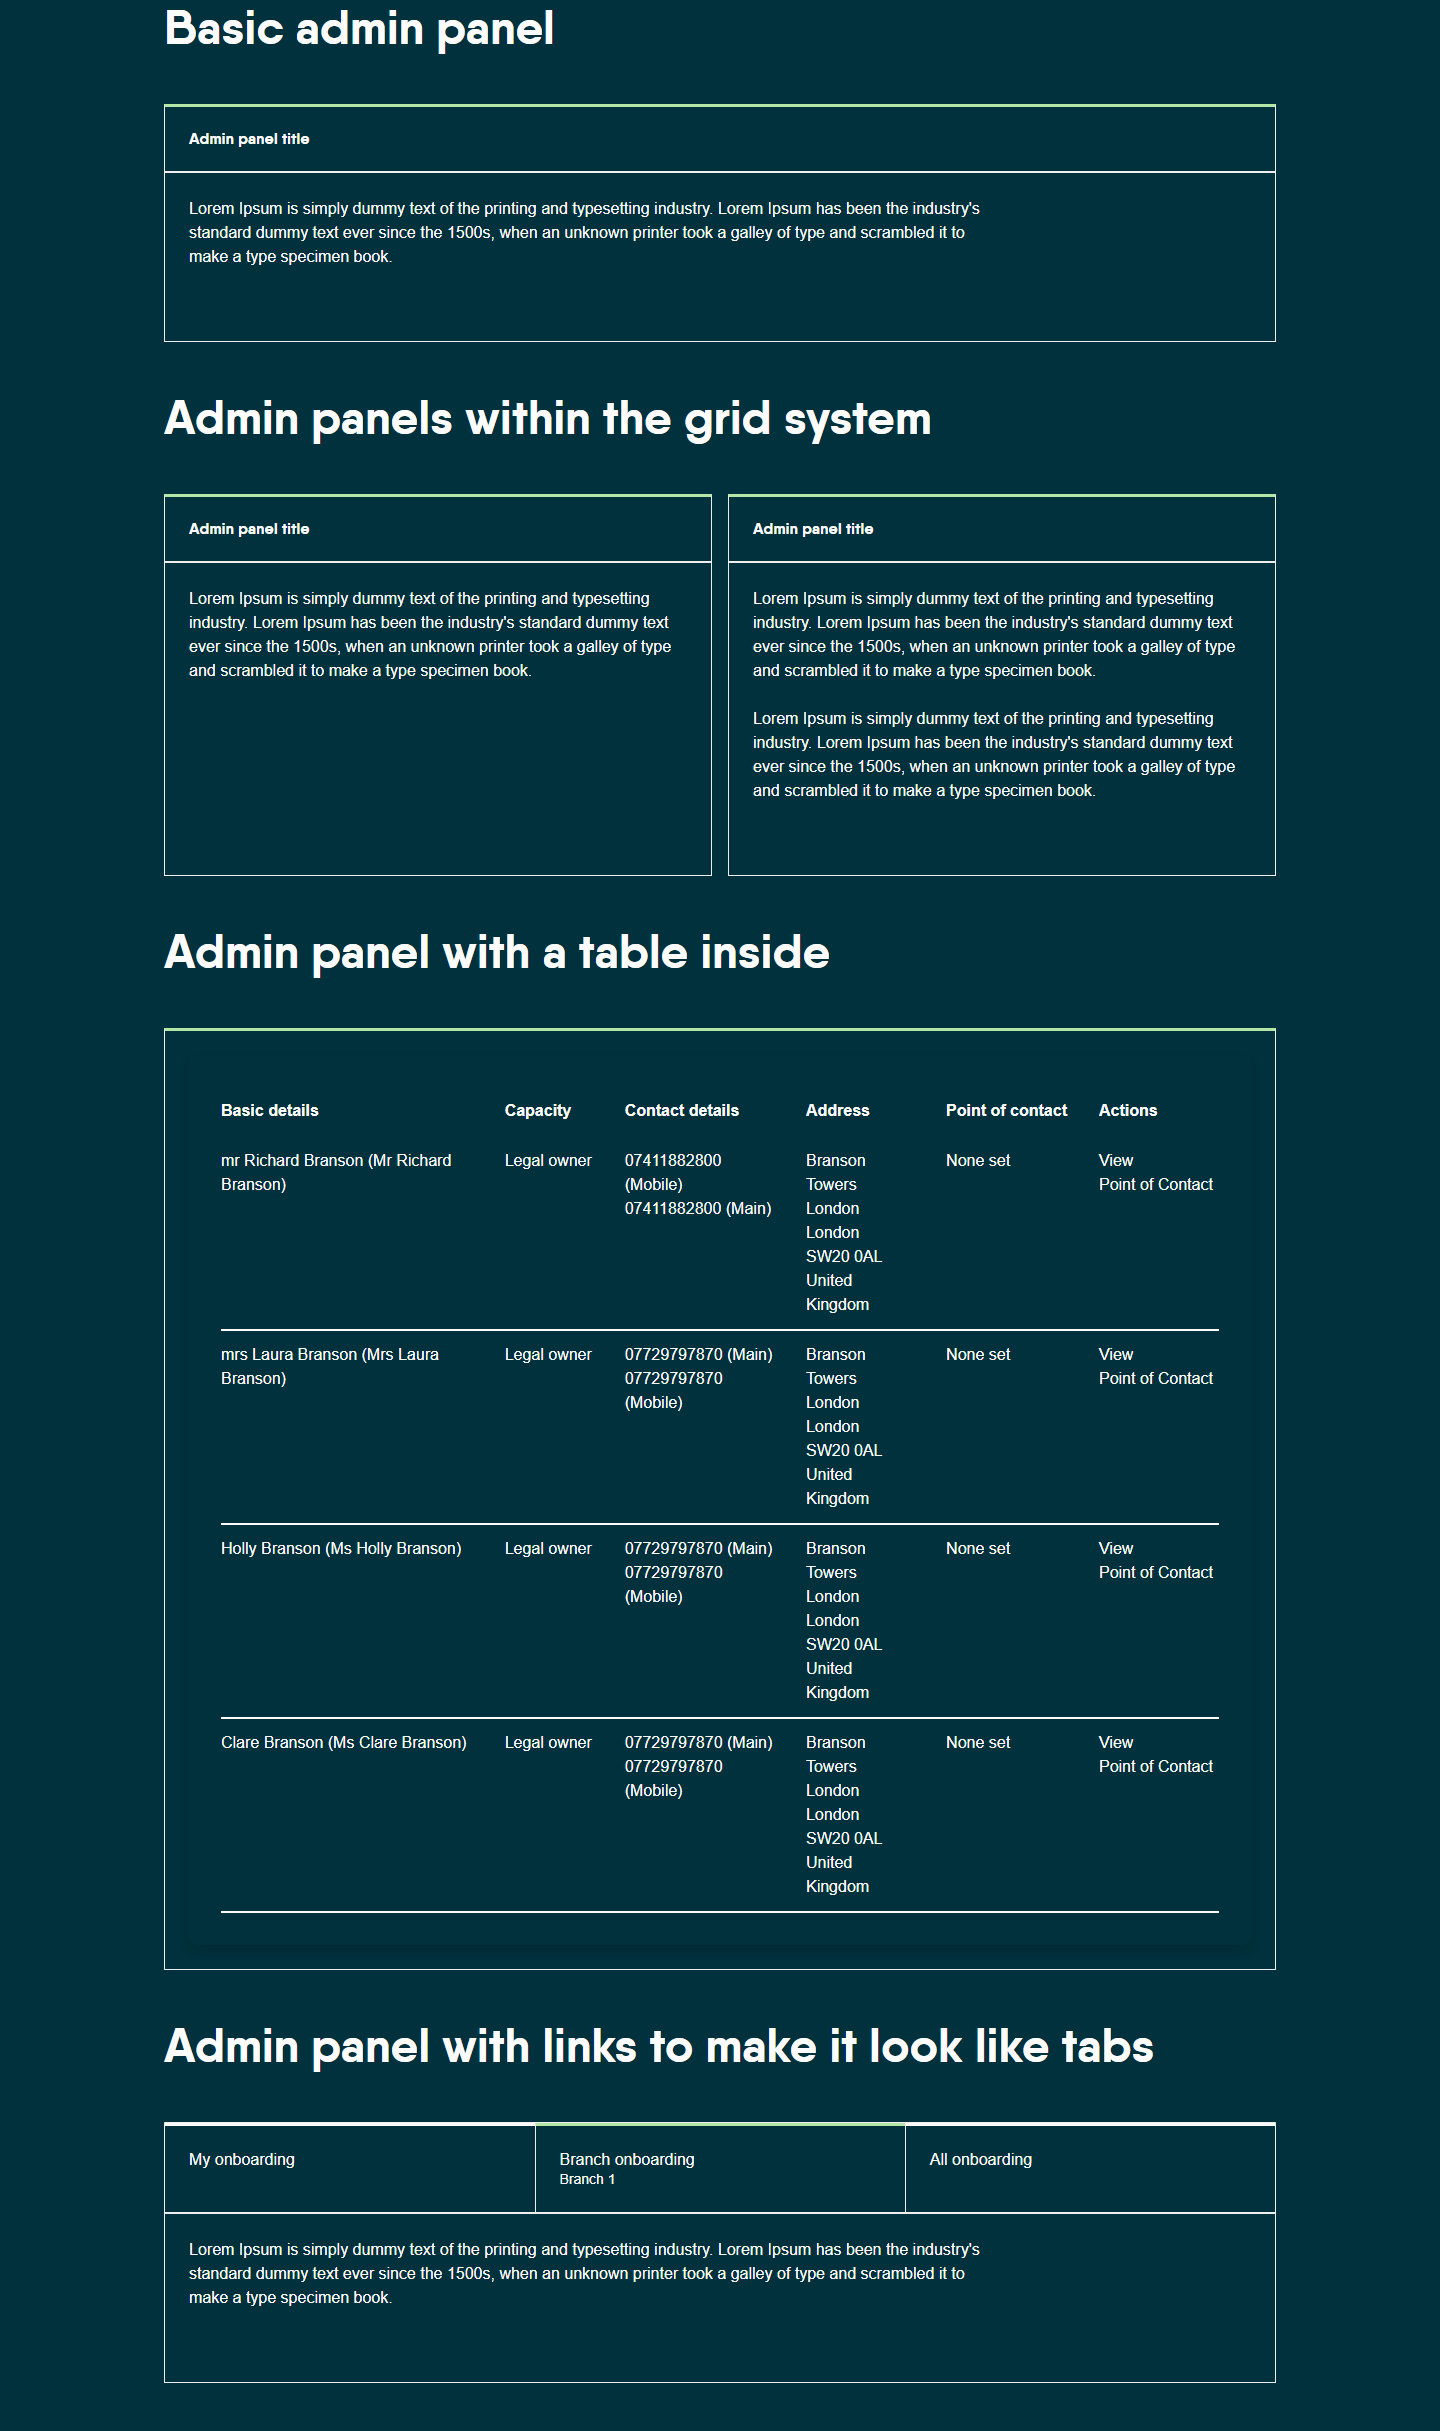 Basic admin panel
Admin panel title
Lorem Ipsum is simply dummy text of the printing and typesetting industry. Lorem Ipsum has been the industry's
standard dummy text ever since the 1500s, when an unknown printer took a galley of type and scrambled it to
make a type specimen book.
Admin panels within the grid system
Admin panel title
Lorem Ipsum is simply dummy text of the printing and typesetting
industry. Lorem Ipsum has been the industry's standard dummy text
ever since the 1500s, when an unknown printer took a galley of type
and scrambled it to make a type specimen book.
Admin panel title
Lorem Ipsum is simply dummy text of the printing and typesetting
industry. Lorem Ipsum has been the industry's standard dummy text
ever since the 1500s, when an unknown printer took a galley of type
and scrambled it to make a type specimen book.
Lorem Ipsum is simply dummy text of the printing and typesetting
industry. Lorem Ipsum has been the industry's standard dummy text
ever since the 1500s, when an unknown printer took a galley of type
and scrambled it to make a type specimen book.
Admin panel with a table inside
Basic details Capacity Contact details Address Point of contact Actions
mr Richard Branson (Mr Richard
Branson)
Legal owner
07411882800
(Mobile)
07411882800 (Main)
Branson
Towers
London
London
SW20 0AL
United
Kingdom
None set
View
Point of Contact
mrs Laura Branson (Mrs Laura
Branson)
Legal owner
07729797870 (Main)
07729797870
(Mobile)
Branson
Towers
London
London
SW20 0AL
United
Kingdom
None set
View
Point of Contact
Holly Branson (Ms Holly Branson)
Legal owner
07729797870 (Main)
07729797870
(Mobile)
Branson
Towers
London
London
SW20 0AL
United
Kingdom
None set
View
Point of Contact
Clare Branson (Ms Clare Branson)
Legal owner
07729797870 (Main)
07729797870
(Mobile)
Branson
Towers
London
London
SW20 0AL
United
Kingdom
None set
View
Point of Contact
Admin panel with links to make it look like tabs
My onboarding
Branch onboarding
Branch 1
All onboarding
Lorem Ipsum is simply dummy text of the printing and typesetting industry. Lorem Ipsum has been the industry's
standard dummy text ever since the 1500s, when an unknown printer took a galley of type and scrambled it to
make a type specimen book.